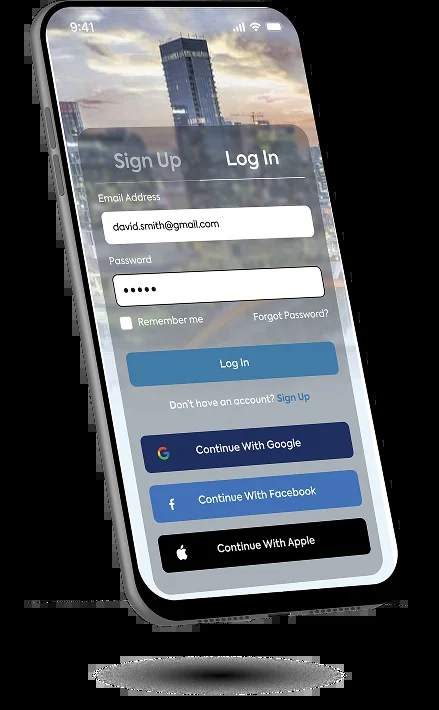 9:41
Sign Up Log In
Email Address
david.smith@gmail.com
Password
•••••
Remember me Forgot Password?
Log In
Don't have an account? Sign Up
Continue With Google
Continue With Facebook
Continue With Apple